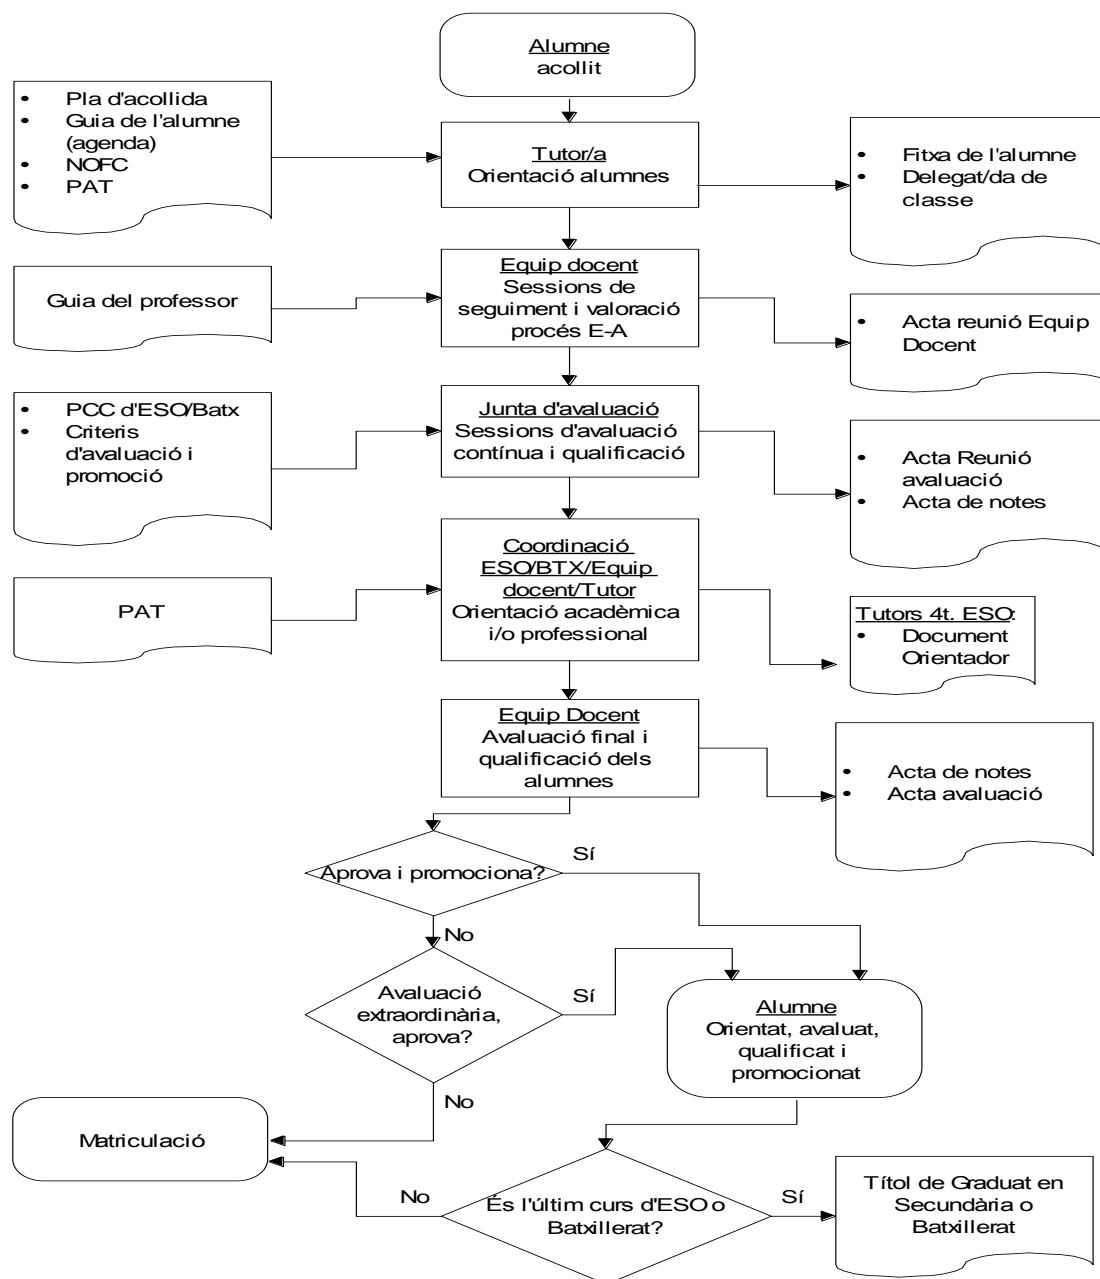 Alumne
acollit
• Pla d'acollida
• Guia de l'alumne
(agenda)
• NOFC
• PAT
Tutor/a
Orientació alumnes
• Fitxa de l'alumne
• Delegat/da de
classe
Guia del professor
Equip docent
Sessions de
seguiment i valoració
procés E-A
• Acta reunió Equip
Docent
• PCC d'ESO/Batx
• Criteris
d'avaluació i
promoció
Junta d'avaluació
Sessions d'avaluació
contínua i qualificació
• Acta Reunió
avaluació
• Acta de notes
PAT
Coordinació
ESO/BTX/Equip
docent/Tutor
Orientació acadèmica
i/o professional
Tutors 4t. ESO:
• Document
Orientador
Equip Docent
Avaluació final i
qualificació dels
alumnes
• Acta de notes
• Acta avaluació
Aprova i promociona?
Sí
No
Avaluació
extraordinària,
aprova?
Sí
No
Alumne
Orientat, avaluat,
qualificat i
promocionat
Matriculació
És l'últim curs d'ESO o
Batxillerat?
No
Sí
Títol de Graduat en
Secundària o
Batxillerat